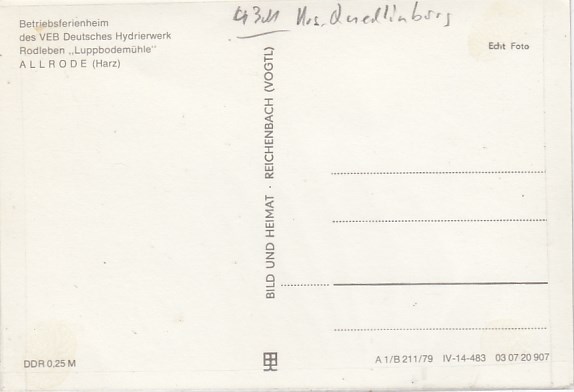 4311 Krs. Quedlinburg
Betriebsferienheim
des VEB Deutsches Hydrierwerk
Rodleben „Luppbodemühle"
ALLRODE (Harz)
Echt Foto
BILD UND HEIMAT · REICHENBACH (VOGTL)
DDR 0,25 M
A 1/B 211/79 IV-14-483 03 07 20 907